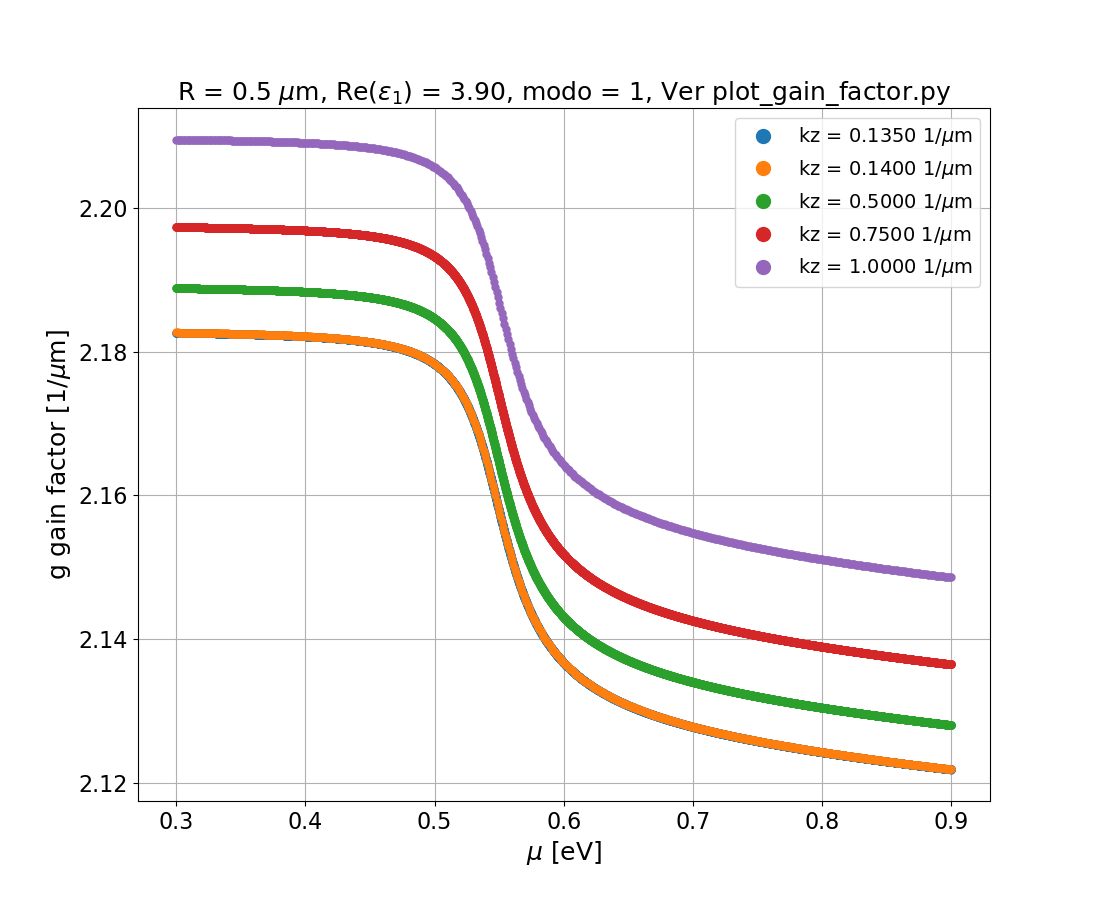 R = 0.5 μm, Re(ε₁) = 3.90, modo = 1, Ver plot_gain_factor.py
kz = 0.1350 1/μm
kz = 0.1400 1/μm
kz = 0.5000 1/μm
kz = 0.7500 1/μm
kz = 1.0000 1/μm
g gain factor [1/μm]
2.20
2.18
2.16
2.14
2.12
0.3 0.4 0.5 0.6 0.7 0.8 0.9
μ [eV]